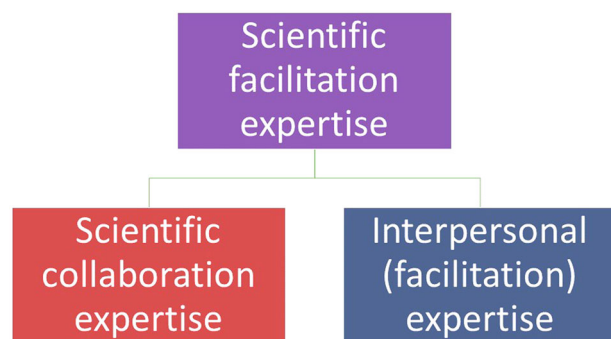 Scientific
facilitation
expertise
Scientific
collaboration
expertise
Interpersonal
(facilitation)
expertise